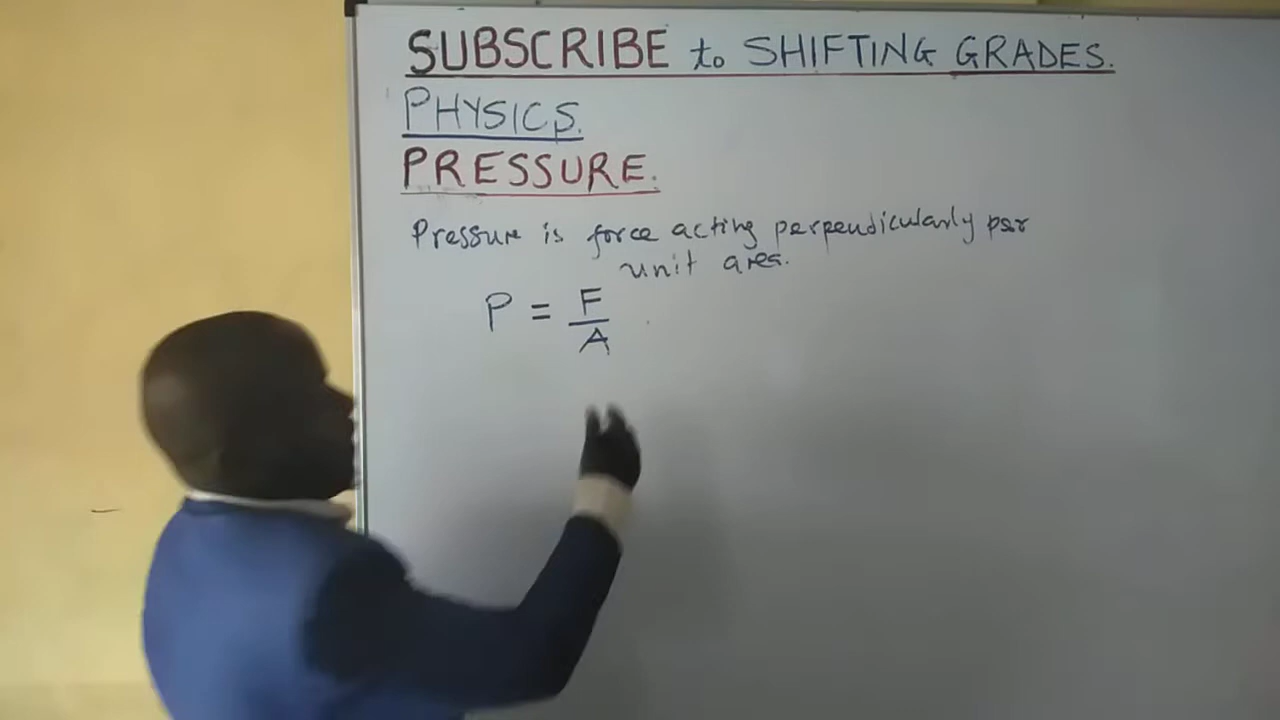 SUBSCRIBE to SHIFTING GRADES.
PHYSICS.
PRESSURE.
Pressure is force acting perpendicularly per
unit area.
P = F/A